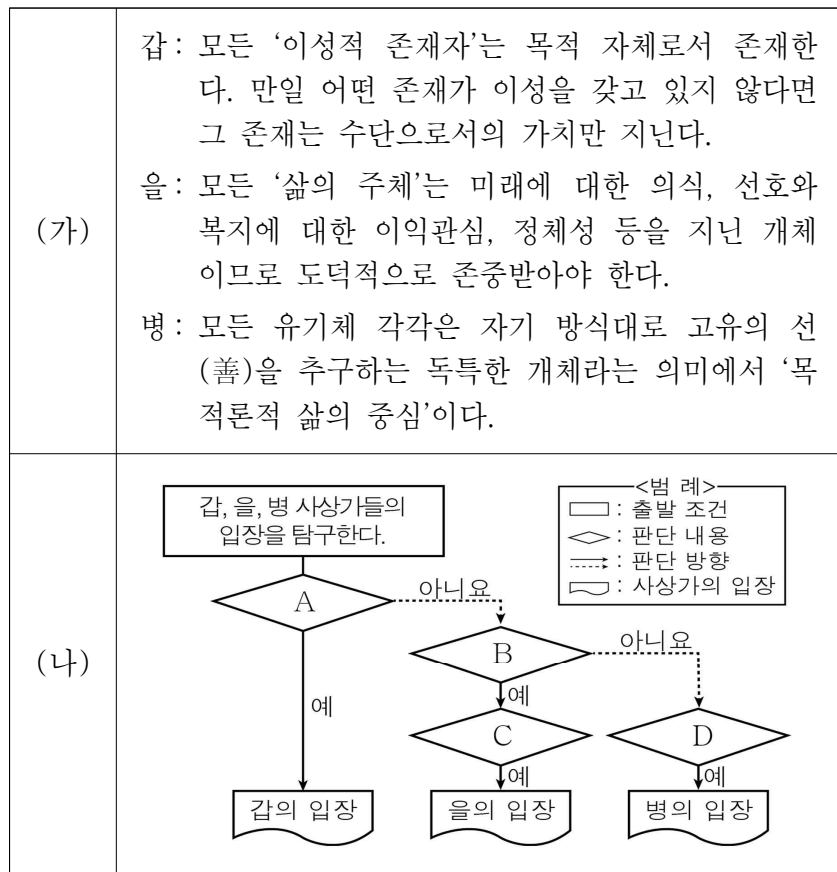 (가)
갑 : 모든 ‘이성적 존재자’는 목적 자체로서 존재한
다. 만일 어떤 존재가 이성을 갖고 있지 않다면
그 존재는 수단으로서의 가치만 지닌다.
을 : 모든 ‘삶의 주체’는 미래에 대한 의식, 선호와
복지에 대한 이익관심, 정체성 등을 지닌 개체
이므로 도덕적으로 존중받아야 한다.
병 : 모든 유기체 각각은 자기 방식대로 고유의 선
(善)을 추구하는 독특한 개체라는 의미에서 ‘목
적론적 삶의 중심’이다.
(나)
갑, 을, 병 사상가들의
입장을 탐구한다.
<범 례>
: 출발 조건
: 판단 내용
: 판단 방향
: 사상가의 입장
A
아니요
B
아니요
예
C
D
예
예
예
갑의 입장
을의 입장
병의 입장